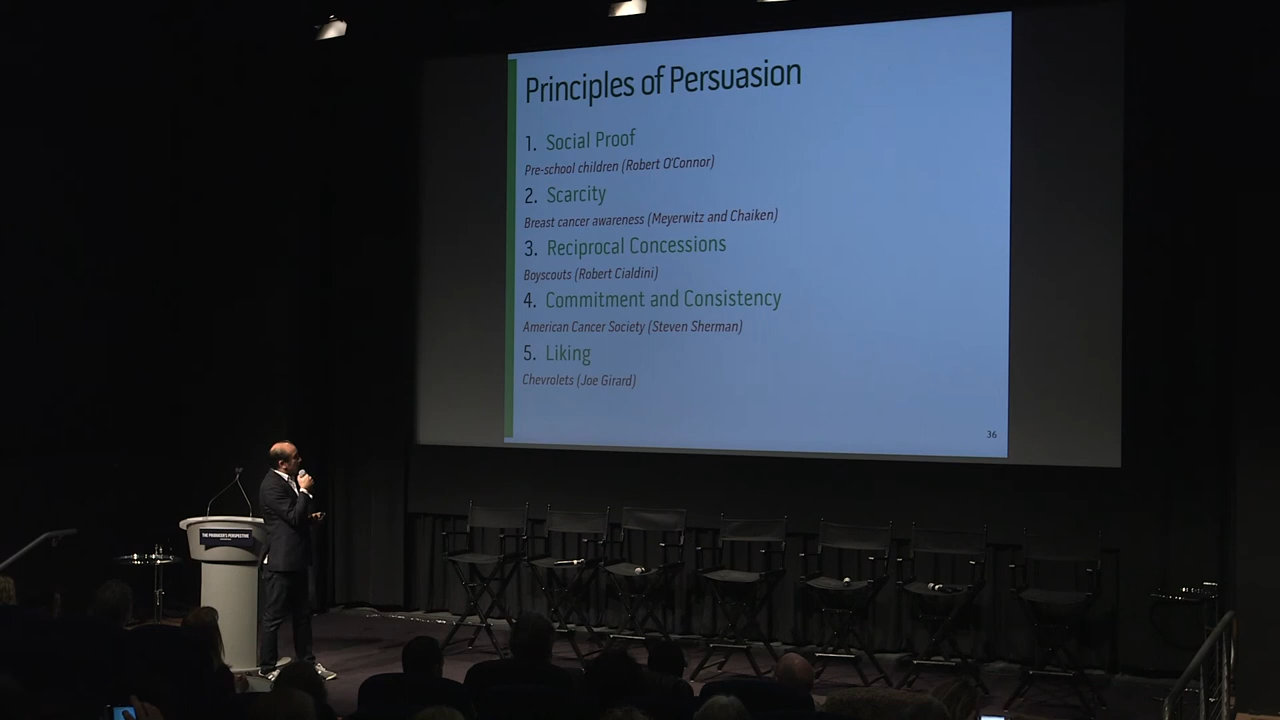 Principles of Persuasion
1. Social Proof
Pre-school children (Robert O'Connor)
2. Scarcity
Breast cancer awareness (Meyerwitz and Chaiken)
3. Reciprocal Concessions
Boyscouts (Robert Cialdini)
4. Commitment and Consistency
American Cancer Society (Steven Sherman)
5. Liking
Chevrolets (Joe Girard)
36
THE PRODUCER'S PERSPECTIVE